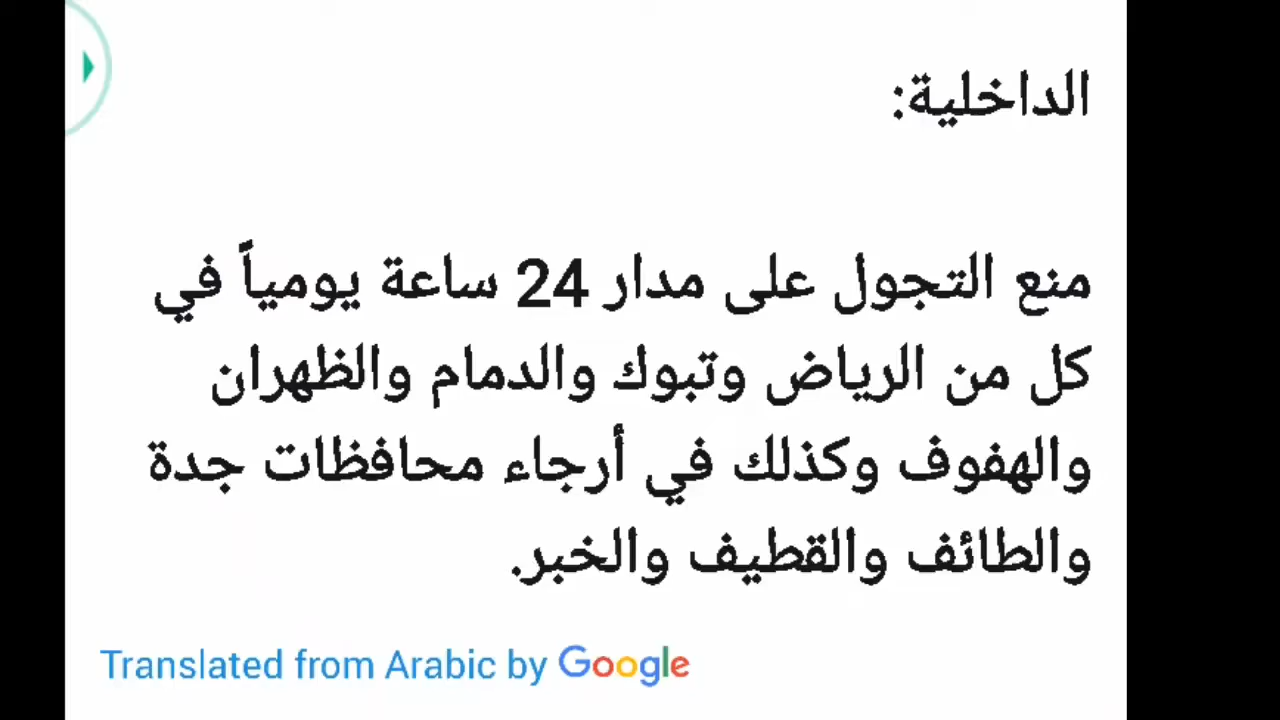 الداخلية:
منع التجول على مدار 24 ساعة يومياً في
كل من الرياض وتبوك والدمام والظهران
والهفوف وكذلك في أرجاء محافظات جدة
والطائف والقطيف والخبر.
Translated from Arabic by Google